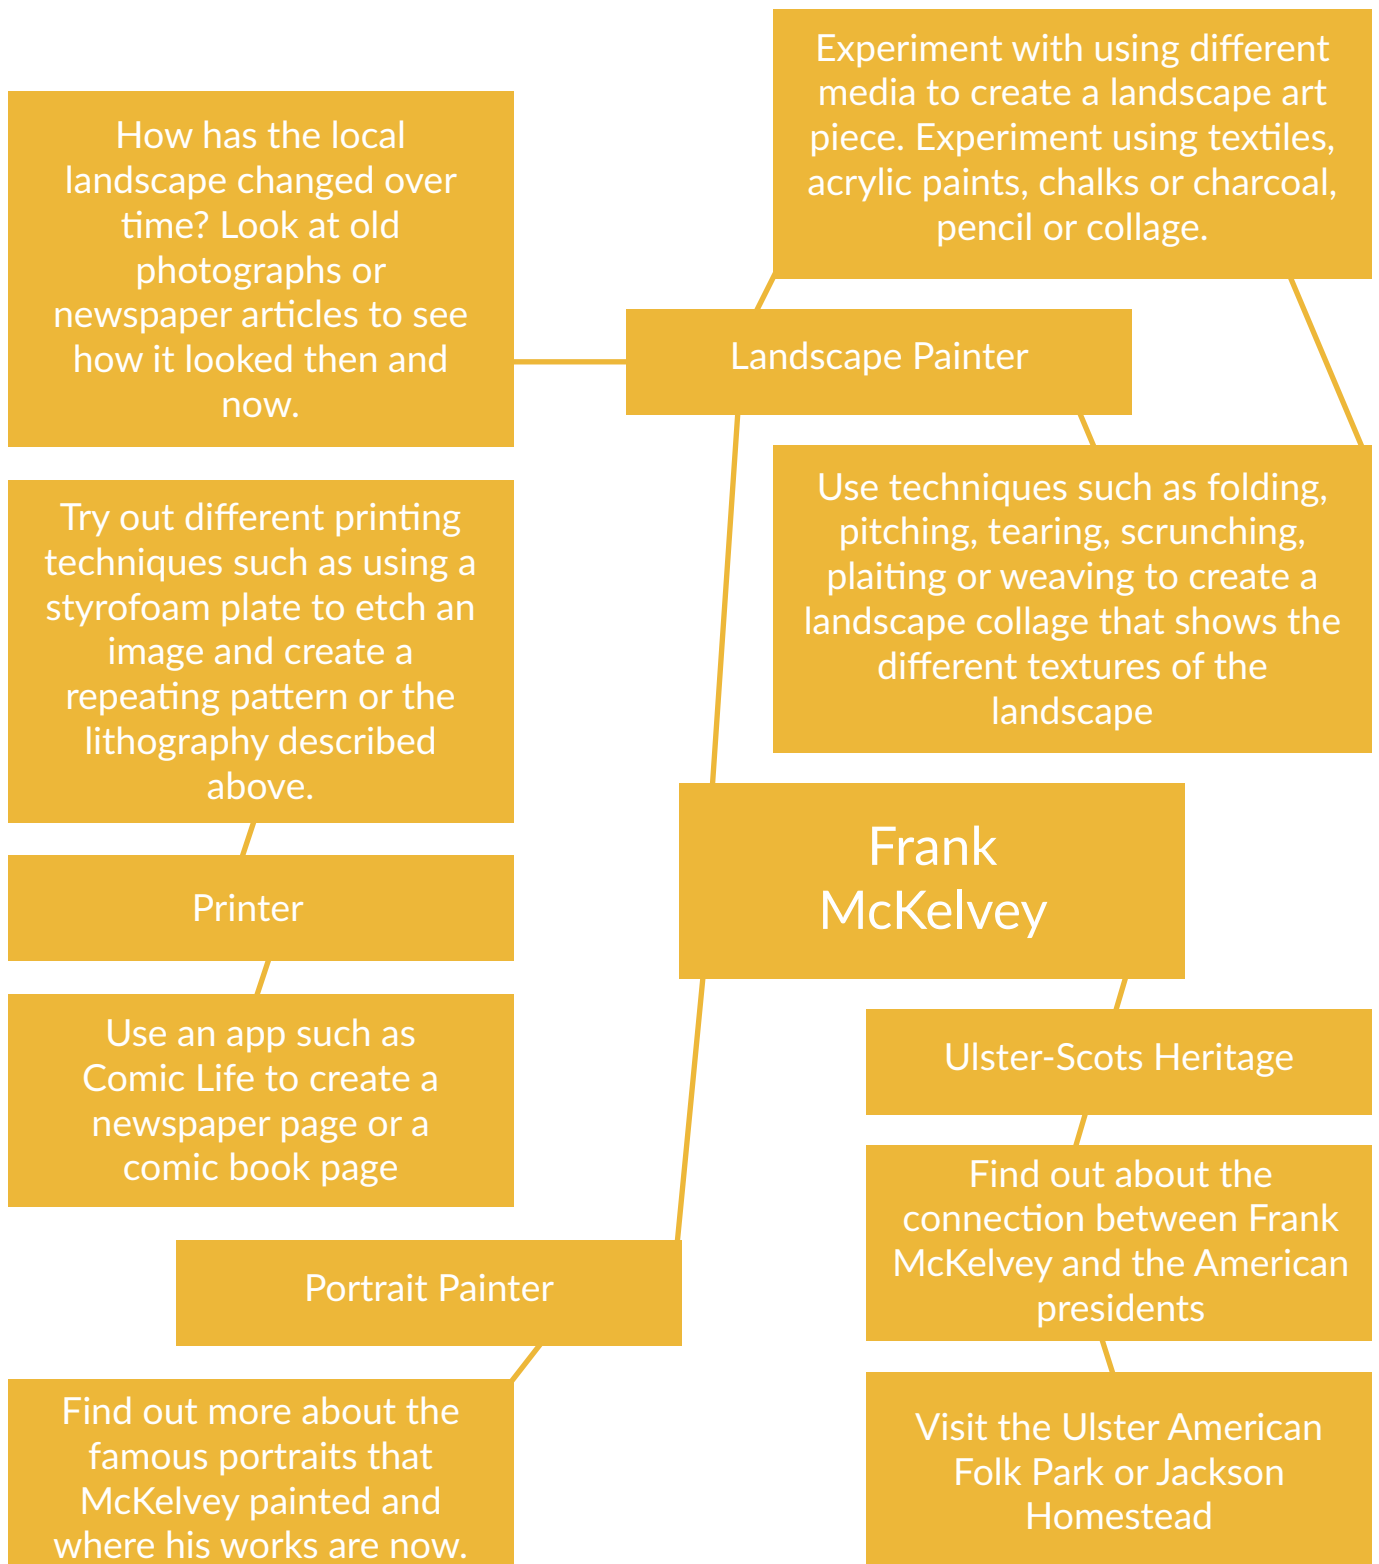 Experiment with using different
media to create a landscape art
piece. Experiment using textiles,
acrylic paints, chalks or charcoal,
pencil or collage.
How has the local
landscape changed over
time? Look at old
photographs or
newspaper articles to see
how it looked then and
now.
Landscape Painter
Use techniques such as folding,
pitching, tearing, scrunching,
plaiting or weaving to create a
landscape collage that shows the
different textures of the
landscape
Try out different printing
techniques such as using a
styrofoam plate to etch an
image and create a
repeating pattern or the
lithography described
above.
Printer
Use an app such as
Comic Life to create a
newspaper page or a
comic book page
Frank
McKelvey
Ulster-Scots Heritage
Find out about the
connection between Frank
McKelvey and the American
presidents
Visit the Ulster American
Folk Park or Jackson
Homestead
Portrait Painter
Find out more about the
famous portraits that
McKelvey painted and
where his works are now.